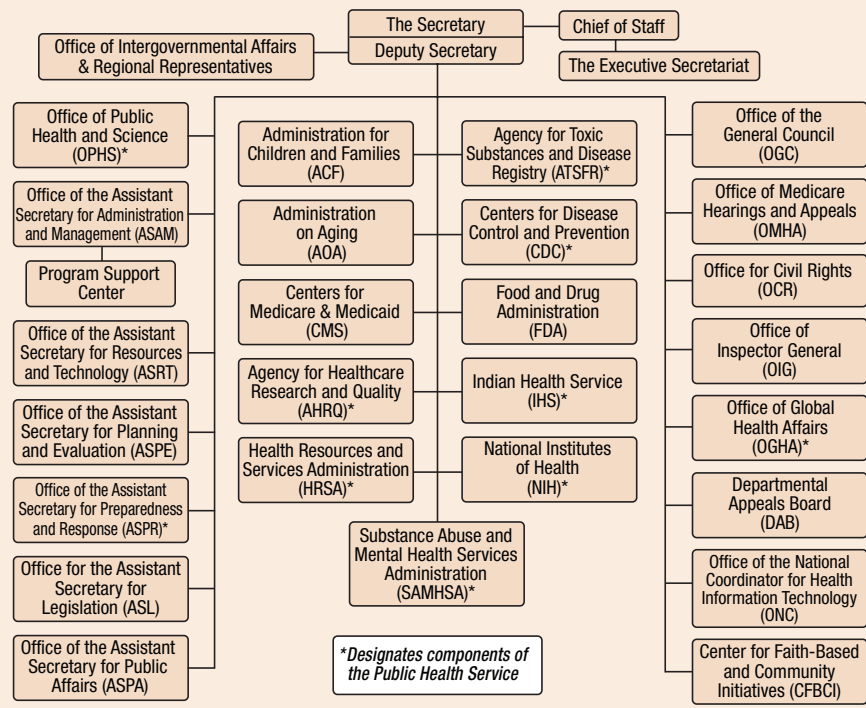 The Secretary
Deputy Secretary
Chief of Staff
The Executive Secretariat
Office of Intergovernmental Affairs
& Regional Representatives
Office of Public
Health and Science
(OPHS)*
Office of the Assistant
Secretary for Administration
and Management (ASAM)
Program Support
Center
Office of the Assistant
Secretary for Resources
and Technology (ASRT)
Office of the Assistant
Secretary for Planning
and Evaluation (ASPE)
Office of the Assistant
Secretary for Preparedness
and Response (ASPR)*
Office for the Assistant
Secretary for
Legislation (ASL)
Office of the Assistant
Secretary for Public
Affairs (ASPA)
Administration for
Children and Families
(ACF)
Administration
on Aging
(AOA)
Centers for
Medicare & Medicaid
(CMS)
Agency for Healthcare
Research and Quality
(AHRQ)*
Health Resources and
Services Administration
(HRSA)*
Agency for Toxic
Substances and Disease
Registry (ATSFR)*
Centers for Disease
Control and Prevention
(CDC)*
Food and Drug
Administration
(FDA)
Indian Health Service
(IHS)*
National Institutes
of Health
(NIH)*
Substance Abuse and
Mental Health Services
Administration
(SAMHSA)*
Office of the
General Council
(OGC)
Office of Medicare
Hearings and Appeals
(OMHA)
Office for Civil Rights
(OCR)
Office of
Inspector General
(OIG)
Office of Global
Health Affairs
(OGHA)*
Departmental
Appeals Board
(DAB)
Office of the National
Coordinator for Health
Information Technology
(ONC)
Center for Faith-Based
and Community
Initiatives (CFBCI)
*Designates components of
the Public Health Service